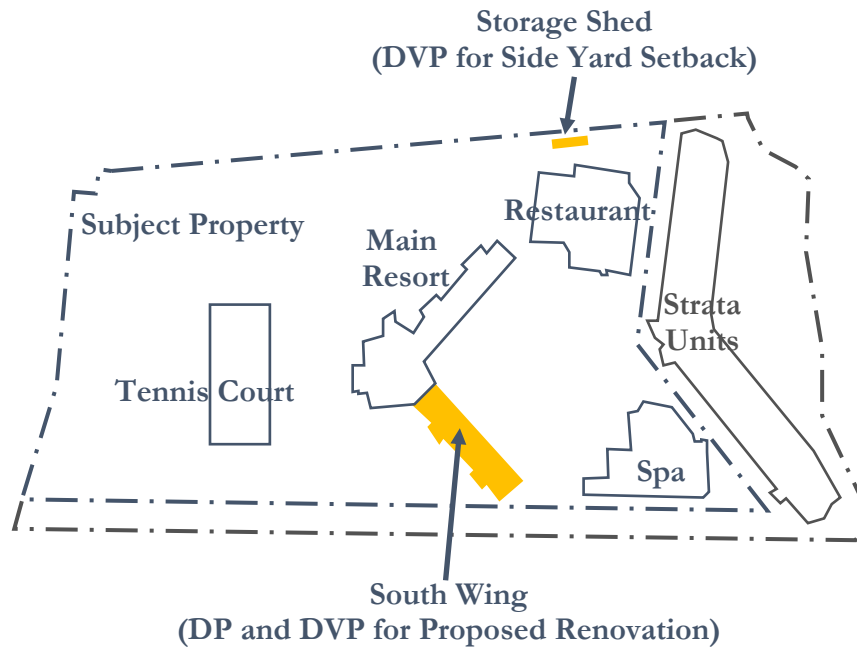 Storage Shed
(DVP for Side Yard Setback)
Subject Property
Restaurant
Main
Resort
Strata
Units
Tennis Court
Spa
South Wing
(DP and DVP for Proposed Renovation)